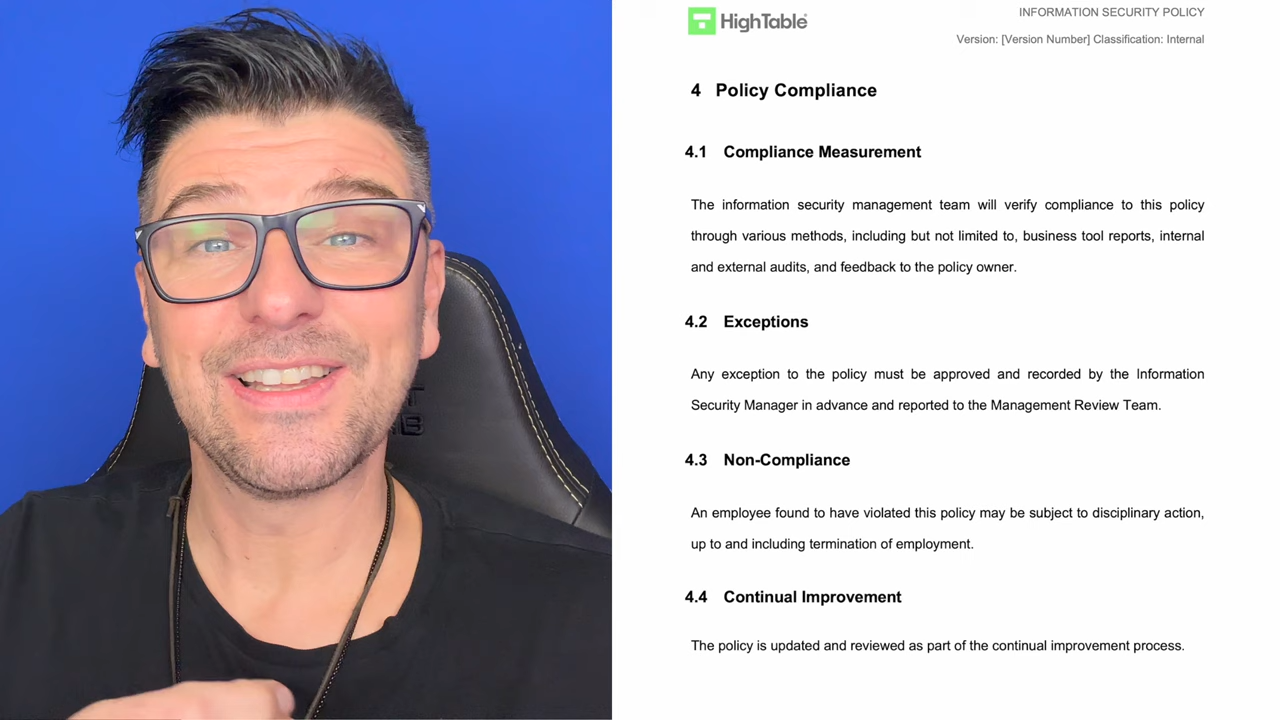 HighTable
INFORMATION SECURITY POLICY
Version: [Version Number] Classification: Internal
4 Policy Compliance
4.1 Compliance Measurement
The information security management team will verify compliance to this policy
through various methods, including but not limited to, business tool reports, internal
and external audits, and feedback to the policy owner.
4.2 Exceptions
Any exception to the policy must be approved and recorded by the Information
Security Manager in advance and reported to the Management Review Team.
4.3 Non-Compliance
An employee found to have violated this policy may be subject to disciplinary action,
up to and including termination of employment.
4.4 Continual Improvement
The policy is updated and reviewed as part of the continual improvement process.